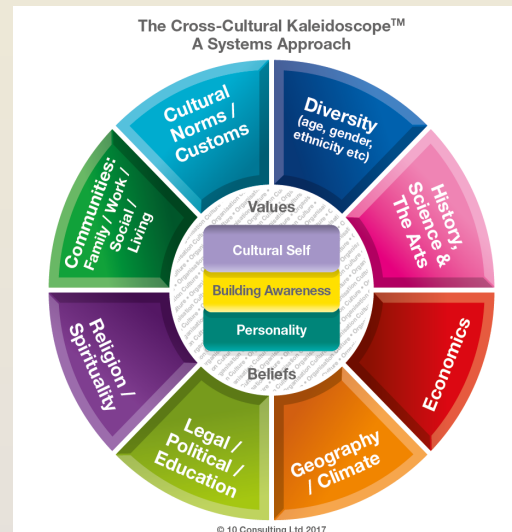 The Cross-Cultural Kaleidoscope™
A Systems Approach
Cultural
Norms /
Customs
Diversity
(age, gender,
ethnicity etc)
History,
Science &
The Arts
Economics
Geography
/ Climate
Legal /
Political /
Education
Religion /
Spirituality
Communities:
Family / Work /
Social /
Living
Values
Cultural Self
Building Awareness
Personality
Beliefs
© 10 Consulting Ltd 2017